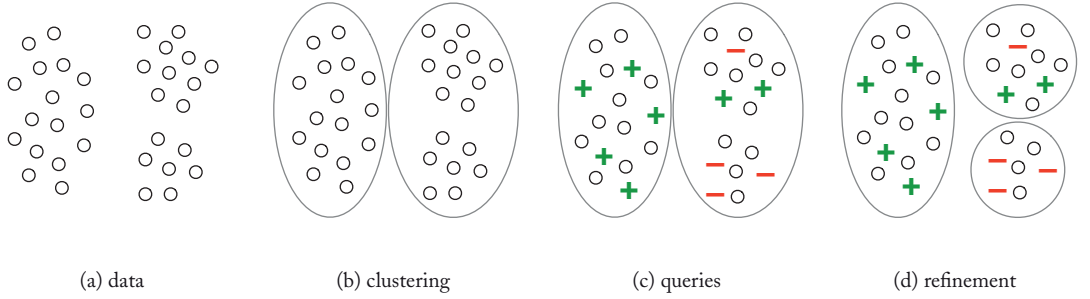 (a) data (b) clustering (c) queries (d) refinement